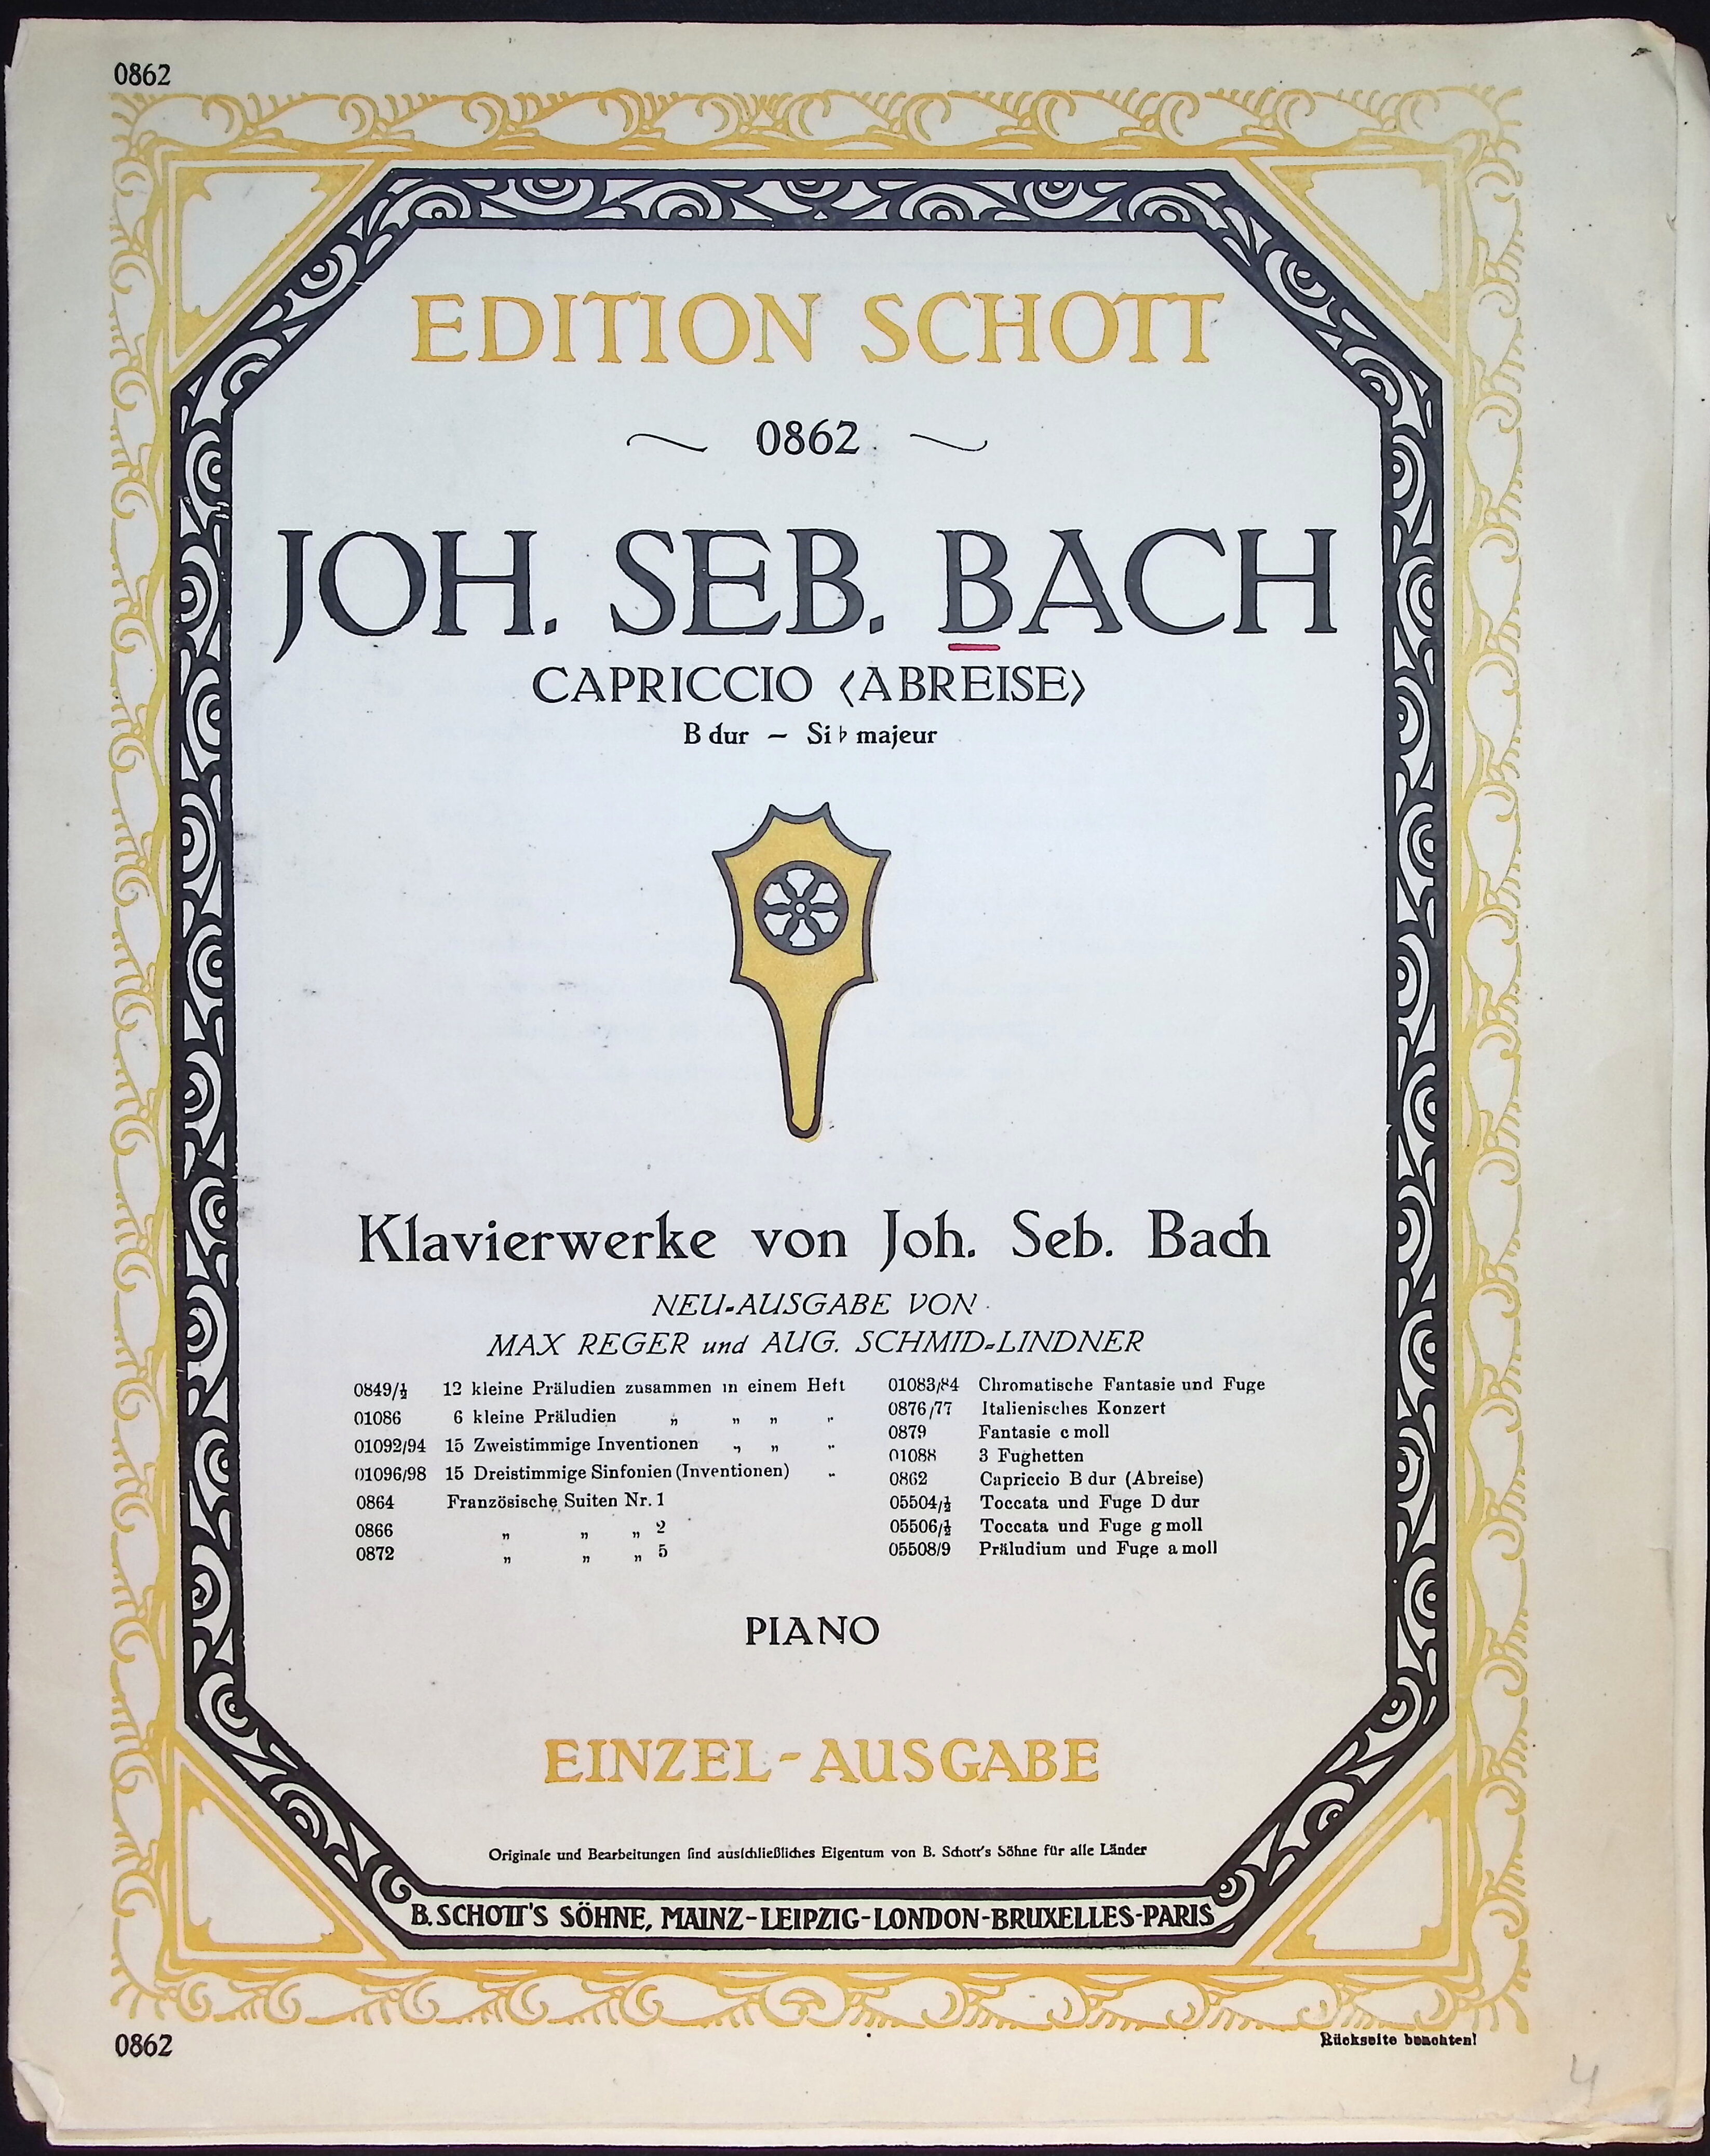 0862
EDITION SCHOTT
~ 0862 ~
JOH. SEB. BACH
CAPRICCIO <ABREISE>
B dur – Si♭ majeur
Klavierwerke von Joh. Seb. Bach
NEU-AUSGABE VON
MAX REGER und AUG. SCHMID-LINDNER
0849/½ 12 kleine Präludien zusammen in einem Heft
01086 6 kleine Präludien „ „ „ „
01092/94 15 Zweistimmige Inventionen „ „ „
01096/98 15 Dreistimmige Sinfonien (Inventionen) „
0864 Französische Suiten Nr. 1
0866 „ „ „ 2
0872 „ „ „ 5
01083/84 Chromatische Fantasie und Fuge
0876/77 Italienisches Konzert
0879 Fantasie c moll
01088 3 Fughetten
0862 Capriccio B dur (Abreise)
05504/½ Toccata und Fuge D dur
05506/½ Toccata und Fuge g moll
05508/9 Präludium und Fuge a moll
PIANO
EINZEL-AUSGABE
Originale und Bearbeitungen ſind ausſchließliches Eigentum von B. Schott's Söhne für alle Länder
B. SCHOTT'S SÖHNE, MAINZ-LEIPZIG-LONDON-BRUXELLES-PARIS
0862
Rückseite beachten!
4